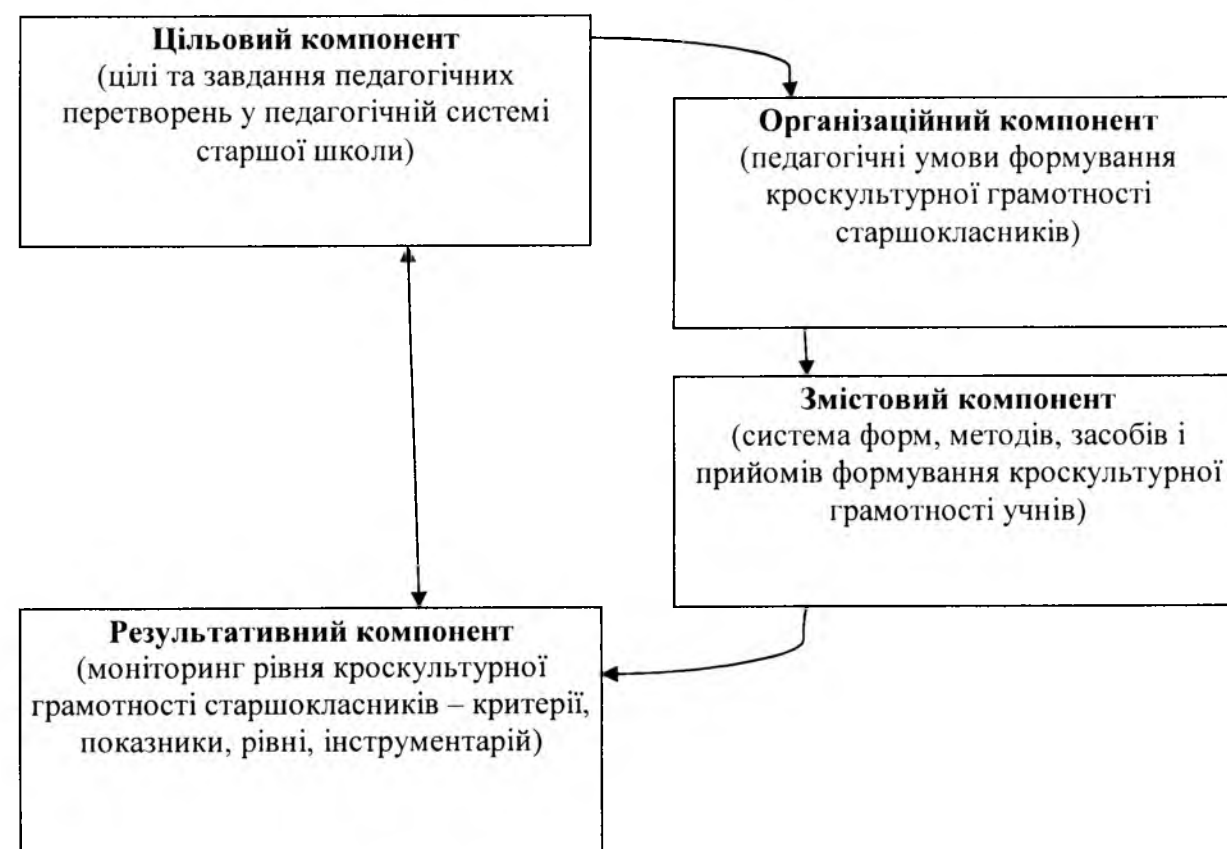 Цільовий компонент
(цілі та завдання педагогічних
перетворень у педагогічній системі
старшої школи)
Організаційний компонент
(педагогічні умови формування
кроскультурної грамотності
старшокласників)
Змістовий компонент
(система форм, методів, засобів і
прийомів формування кроскультурної
грамотності учнів)
Результативний компонент
(моніторинг рівня кроскультурної
грамотності старшокласників – критерії,
показники, рівні, інструментарій)